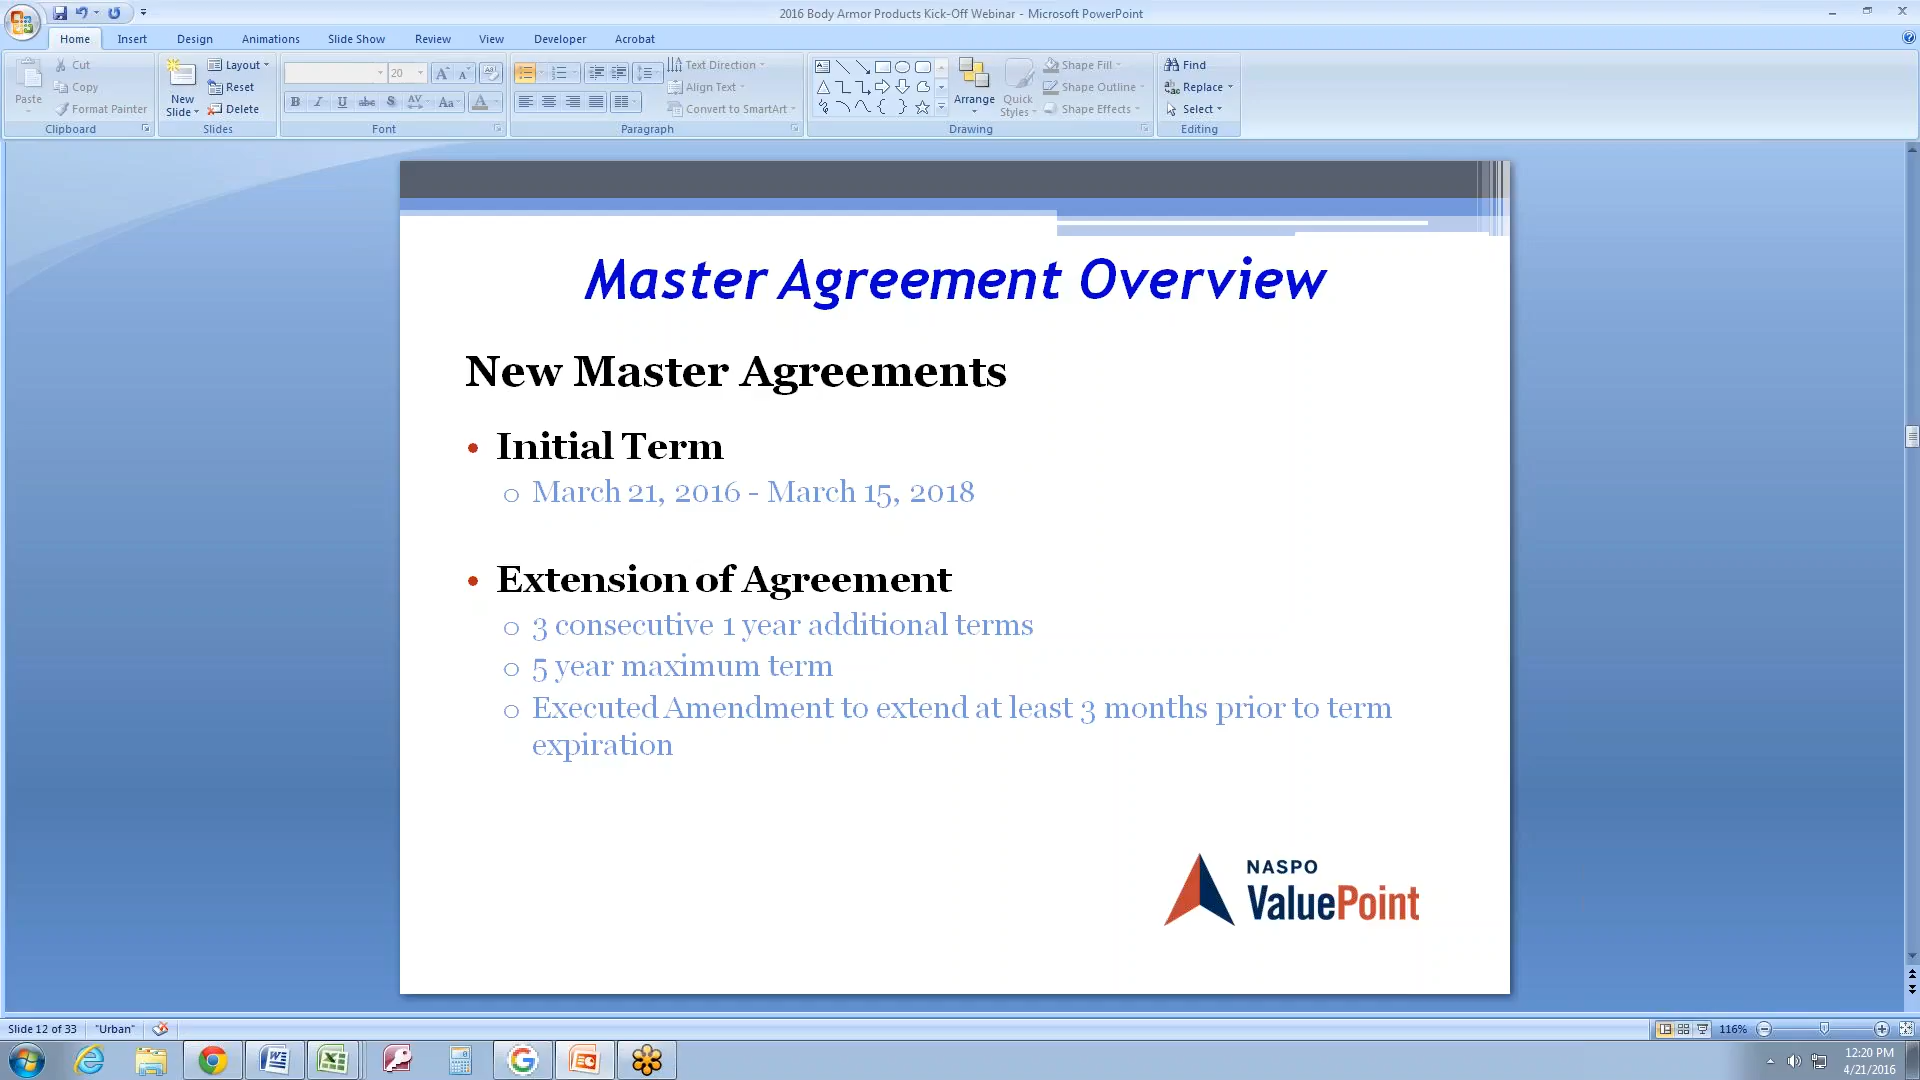 2016 Body Armor Products Kick-Off Webinar - Microsoft PowerPoint
Home Insert Design Animations Slide Show Review View Developer Acrobat
Paste
Cut
Copy
Format Painter
Clipboard
New Slide
Layout
Reset
Delete
Slides
20
Font
Text Direction
Align Text
Convert to SmartArt
Paragraph
Arrange
Quick Styles
Shape Fill
Shape Outline
Shape Effects
Drawing
Find
Replace
Select
Editing
Master Agreement Overview
New Master Agreements
• Initial Term
o March 21, 2016 - March 15, 2018
• Extension of Agreement
o 3 consecutive 1 year additional terms
o 5 year maximum term
o Executed Amendment to extend at least 3 months prior to term
expiration
NASPO
ValuePoint
Slide 12 of 33 "Urban" 116%
12:20 PM
4/21/2016